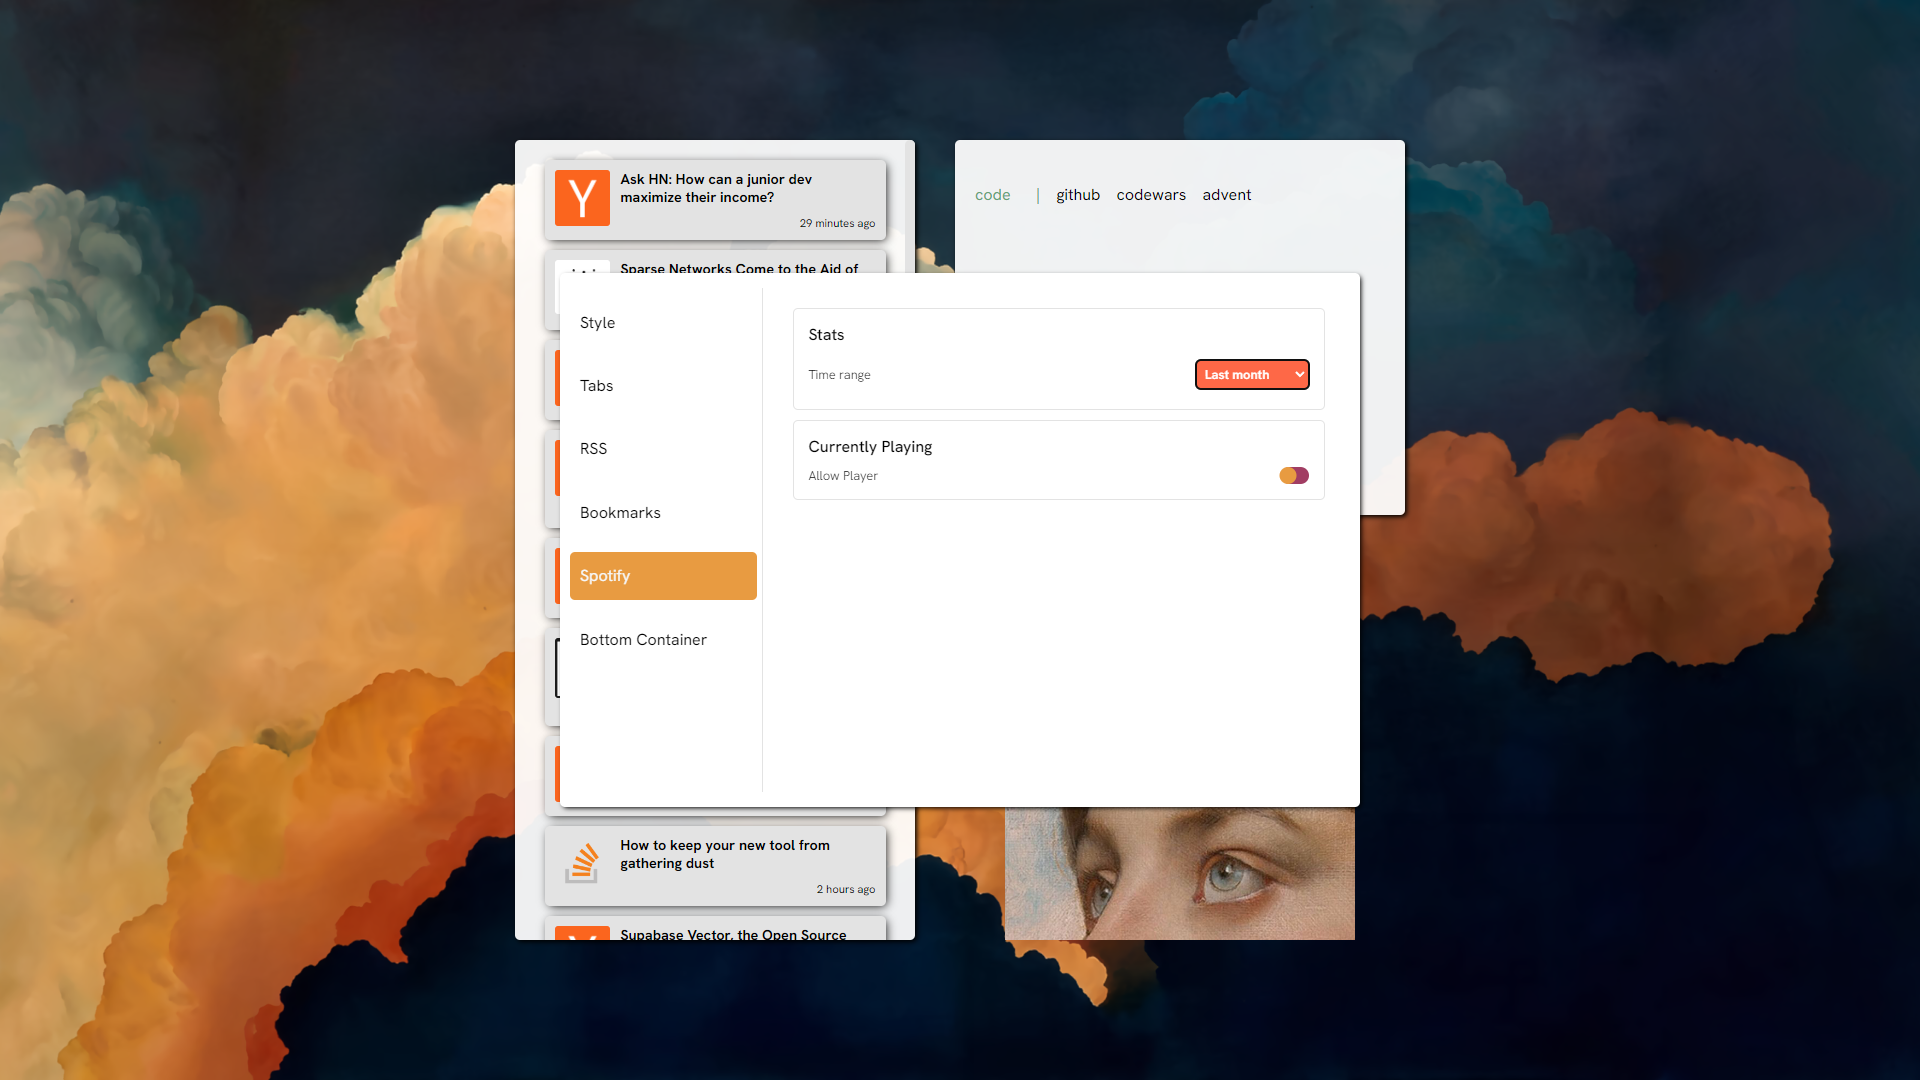 Ask HN: How can a junior dev
maximize their income?
29 minutes ago
Sparse Networks Come to the Aid of
code | github codewars advent
Style
Tabs
RSS
Bookmarks
Spotify
Bottom Container
Stats
Time range
Last month
Currently Playing
Allow Player
How to keep your new tool from
gathering dust
2 hours ago
Supabase Vector, the Open Source